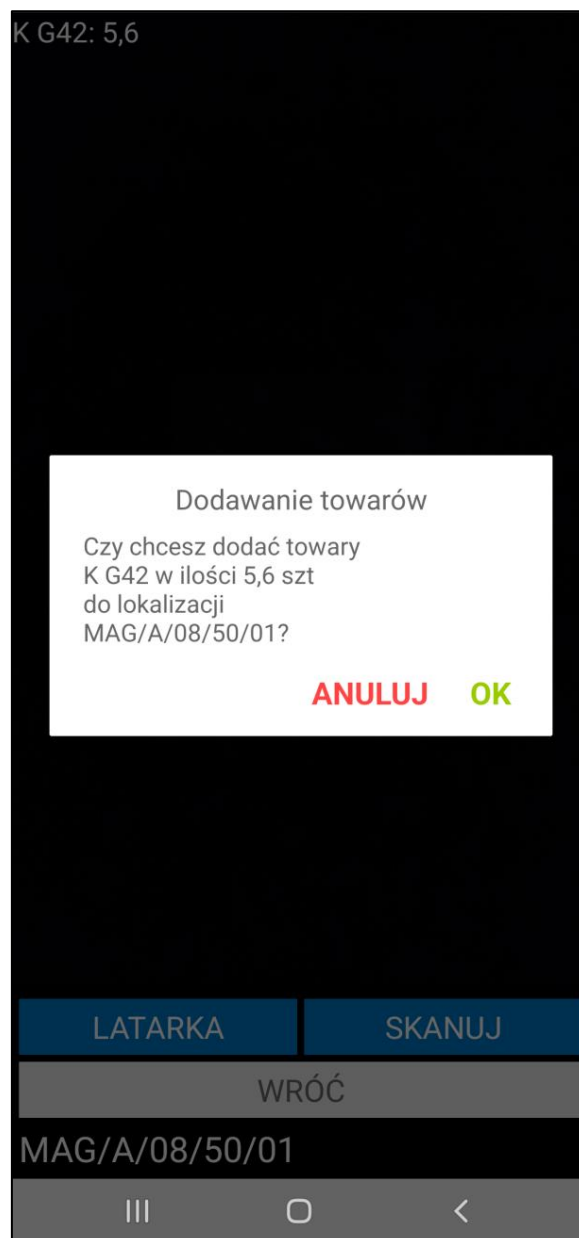 K G42: 5,6
Dodawanie towarów
Czy chcesz dodać towary
K G42 w ilości 5,6 szt
do lokalizacji
MAG/A/08/50/01?
ANULUJ OK
LATARKA SKANUJ
WRÓĆ
MAG/A/08/50/01